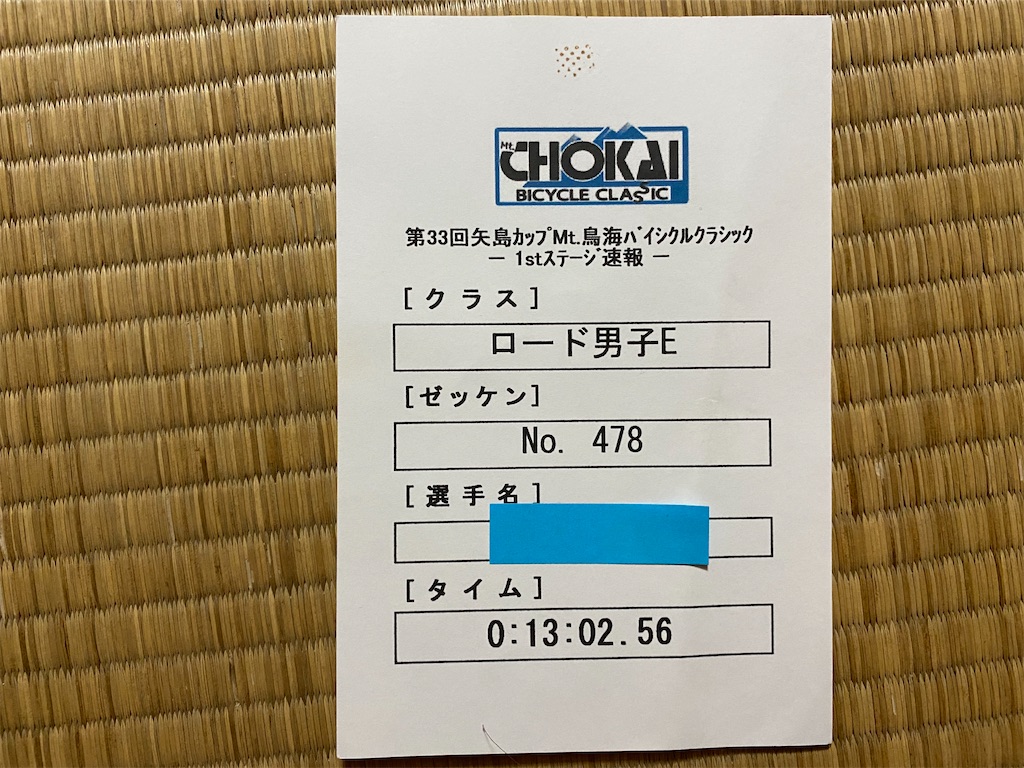 Mt.
CHOKAI
BICYCLE CLASSIC
第33回矢島ｶｯﾌﾟMt.鳥海ﾊﾞｲｼｸﾙｸﾗｼｯｸ
－ 1stｽﾃｰｼﾞ速報 －
[クラス]
ロード男子E
[ゼッケン]
No. 478
[選手名]
[タイム]
0:13:02.56